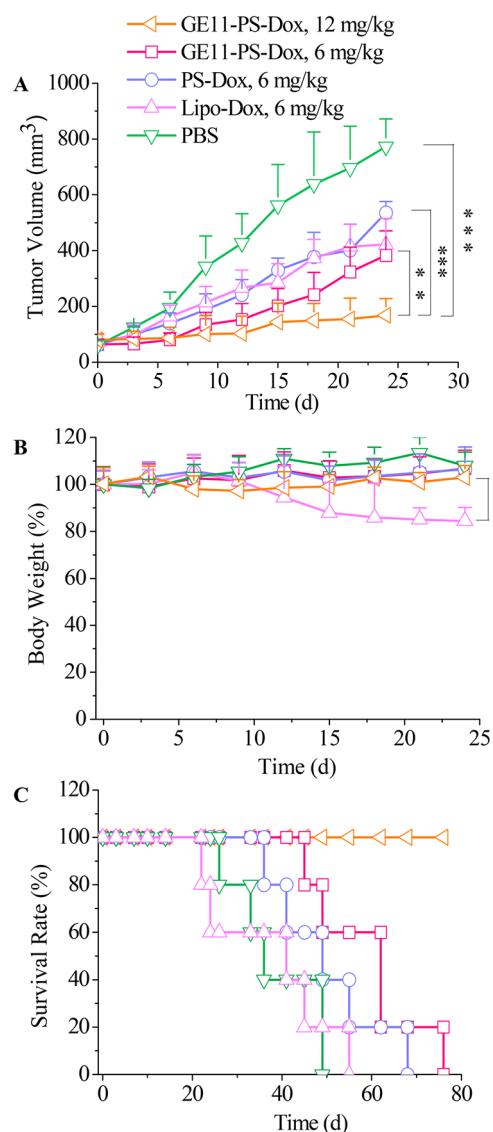 GE11-PS-Dox, 12 mg/kg
GE11-PS-Dox, 6 mg/kg
PS-Dox, 6 mg/kg
Lipo-Dox, 6 mg/kg
PBS
A
Tumor Volume (mm³)
1000
800
600
400
200
0
0 5 10 15 20 25 30
Time (d)
* *
***
* * *
B
Body Weight (%)
120
100
80
60
40
20
0
0 5 10 15 20 25
Time (d)
C
Survival Rate (%)
120
100
80
60
40
20
0
0 20 40 60 80
Time (d)